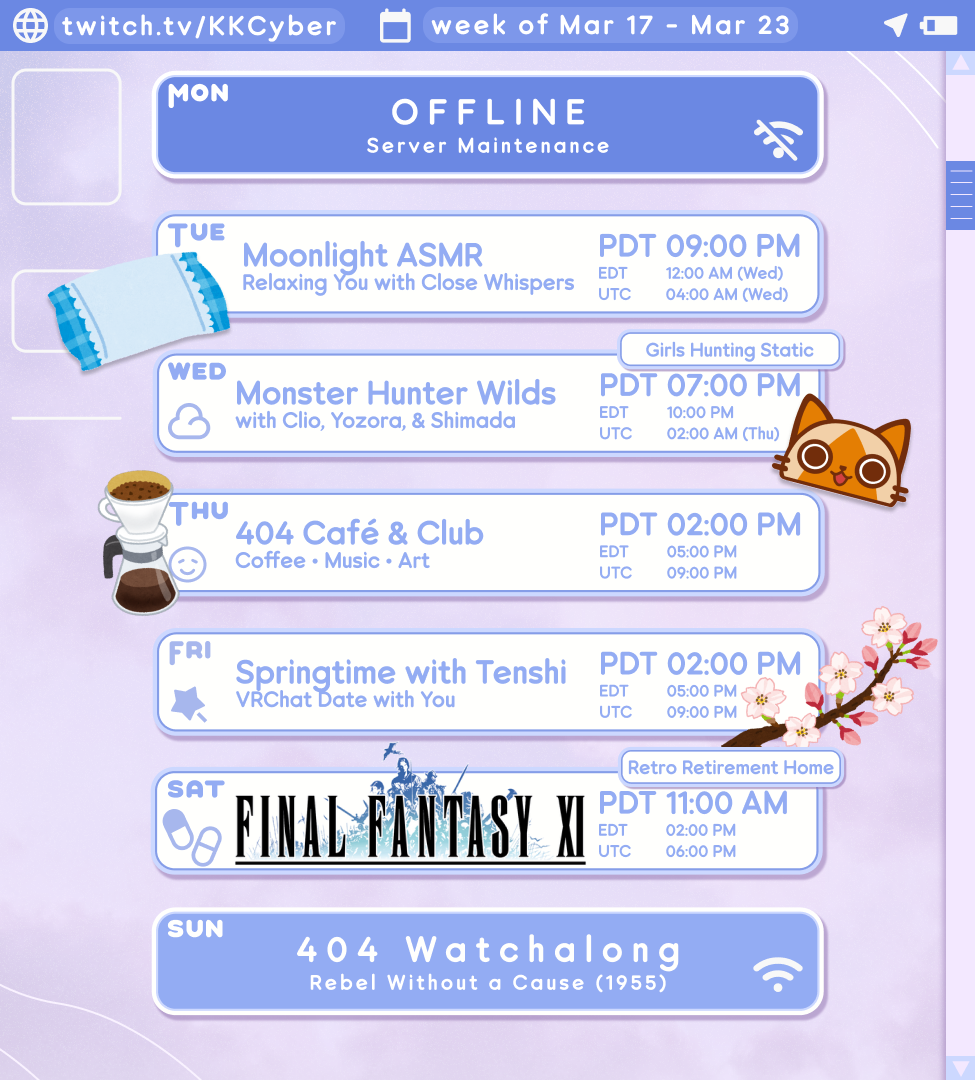 twitch.tv/KKCyber
week of Mar 17 - Mar 23
MON
OFFLINE
Server Maintenance
TUE
Moonlight ASMR
Relaxing You with Close Whispers
PDT 09:00 PM
EDT 12:00 AM (Wed)
UTC 04:00 AM (Wed)
Girls Hunting Static
WED
Monster Hunter Wilds
with Clio, Yozora, & Shimada
PDT 07:00 PM
EDT 10:00 PM
UTC 02:00 AM (Thu)
THU
404 Café & Club
Coffee • Music • Art
PDT 02:00 PM
EDT 05:00 PM
UTC 09:00 PM
FRI
Springtime with Tenshi
VRChat Date with You
PDT 02:00 PM
EDT 05:00 PM
UTC 09:00 PM
Retro Retirement Home
SAT
FINAL FANTASY XI
PDT 11:00 AM
EDT 02:00 PM
UTC 06:00 PM
SUN
404 Watchalong
Rebel Without a Cause (1955)